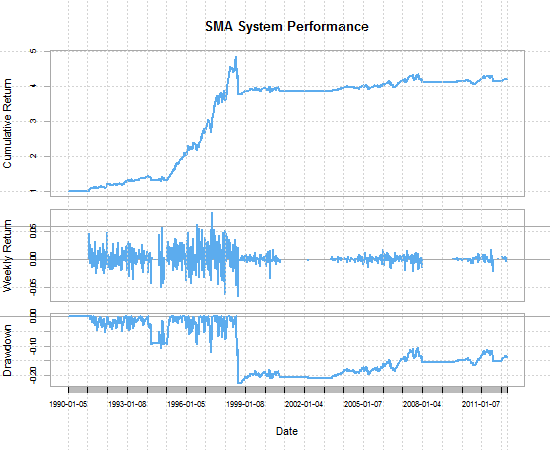 SMA System Performance
Cumulative Return
5
4
3
2
1
Weekly Return
0.05
0.00
-0.05
Drawdown
0.00
-0.10
1990-01-05 1993-01-08 1996-01-05 1999-01-08 2002-01-04 2005-01-07 2008-01-04 2011-01-07
Date